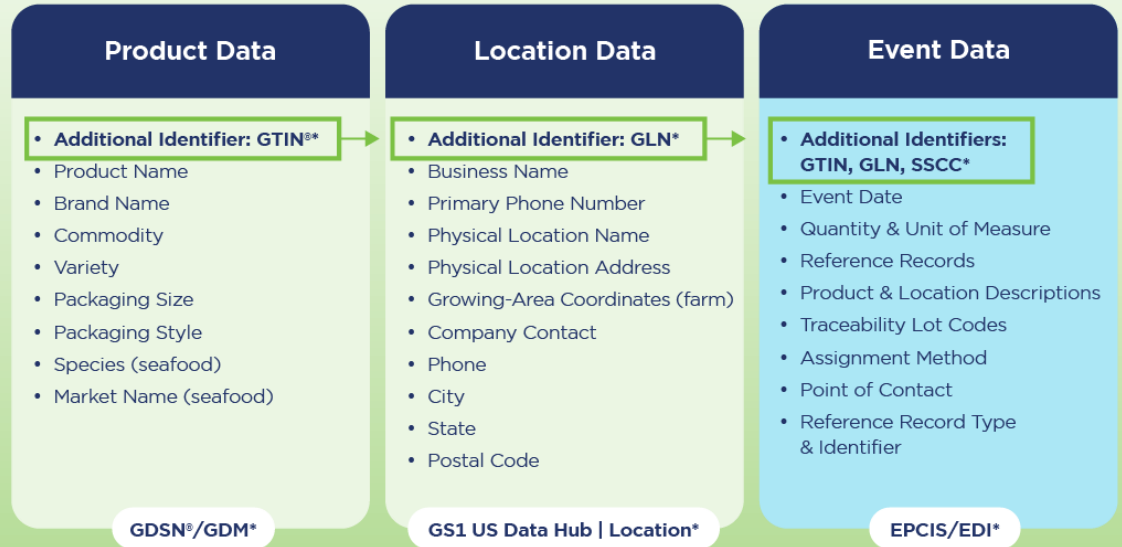 Product Data
• Additional Identifier: GTIN®*
• Product Name
• Brand Name
• Commodity
• Variety
• Packaging Size
• Packaging Style
• Species (seafood)
• Market Name (seafood)
GDSN®/GDM*
Location Data
• Additional Identifier: GLN*
• Business Name
• Primary Phone Number
• Physical Location Name
• Physical Location Address
• Growing-Area Coordinates (farm)
• Company Contact
• Phone
• City
• State
• Postal Code
GS1 US Data Hub | Location*
Event Data
• Additional Identifiers:
GTIN, GLN, SSCC*
• Event Date
• Quantity & Unit of Measure
• Reference Records
• Product & Location Descriptions
• Traceability Lot Codes
• Assignment Method
• Point of Contact
• Reference Record Type
& Identifier
EPCIS/EDI*